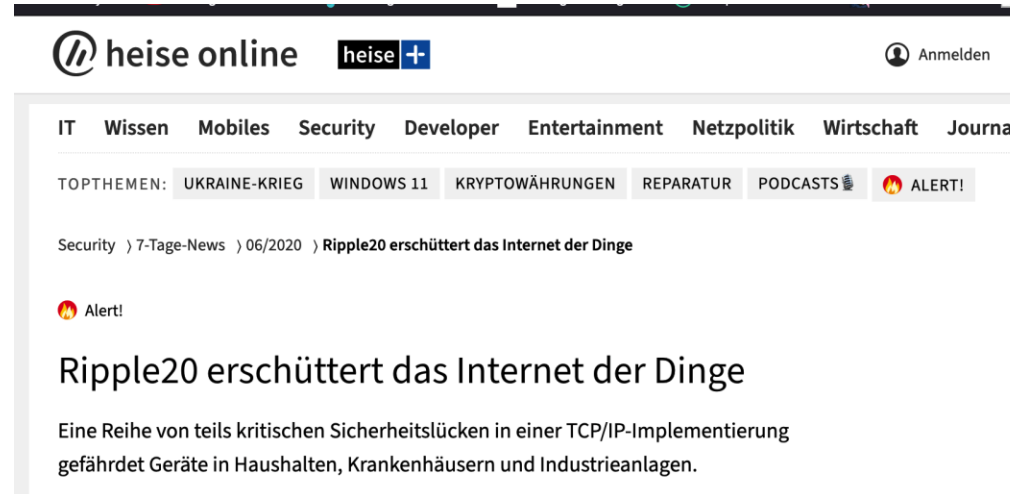 heise online heise + Anmelden
IT Wissen Mobiles Security Developer Entertainment Netzpolitik Wirtschaft Journa
TOPTHEMEN: UKRAINE-KRIEG WINDOWS 11 KRYPTOWÄHRUNGEN REPARATUR PODCASTS🎙️ ALERT!
Security ⟩ 7-Tage-News ⟩ 06/2020 ⟩ Ripple20 erschüttert das Internet der Dinge
Alert!
Ripple20 erschüttert das Internet der Dinge
Eine Reihe von teils kritischen Sicherheitslücken in einer TCP/IP-Implementierung
gefährdet Geräte in Haushalten, Krankenhäusern und Industrieanlagen.